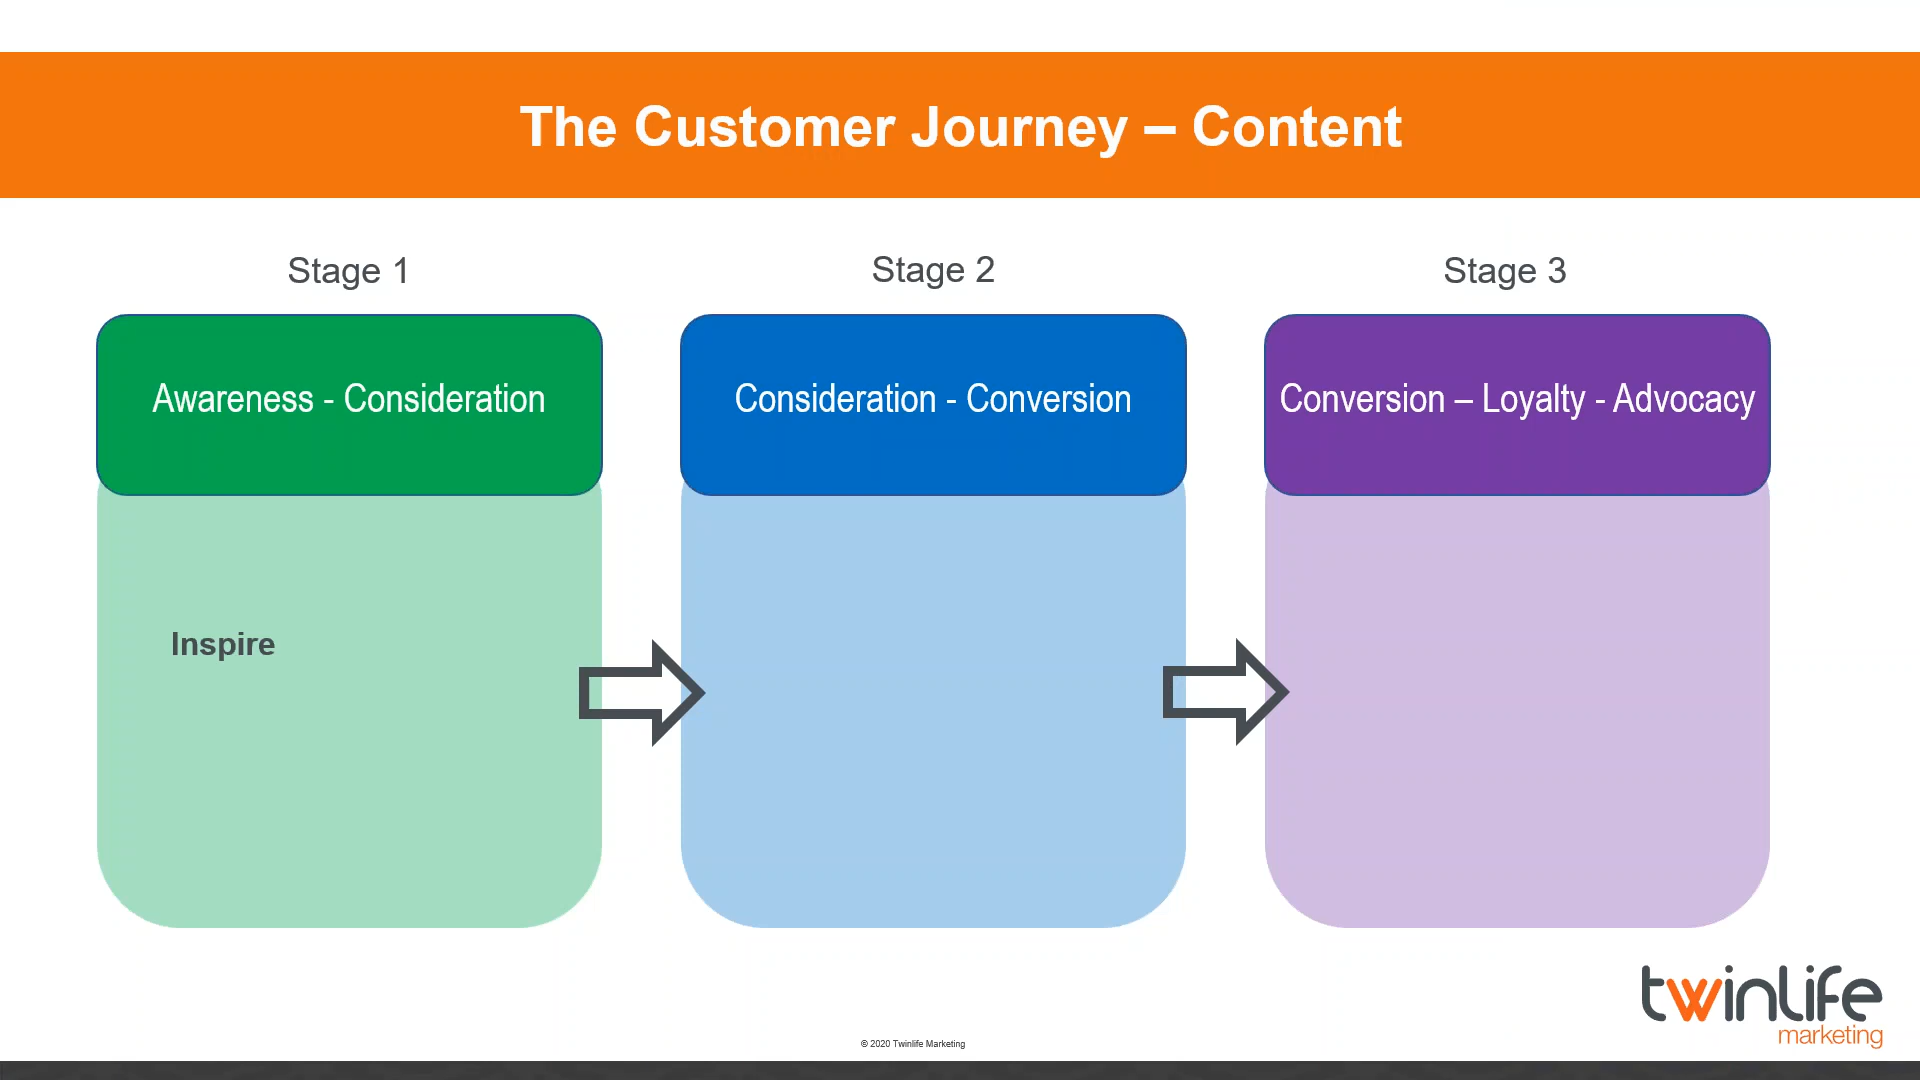 The Customer Journey – Content
Stage 1
Stage 2
Stage 3
Awareness - Consideration
Consideration - Conversion
Conversion – Loyalty - Advocacy
Inspire
twinlife
marketing
© 2020 Twinlife Marketing